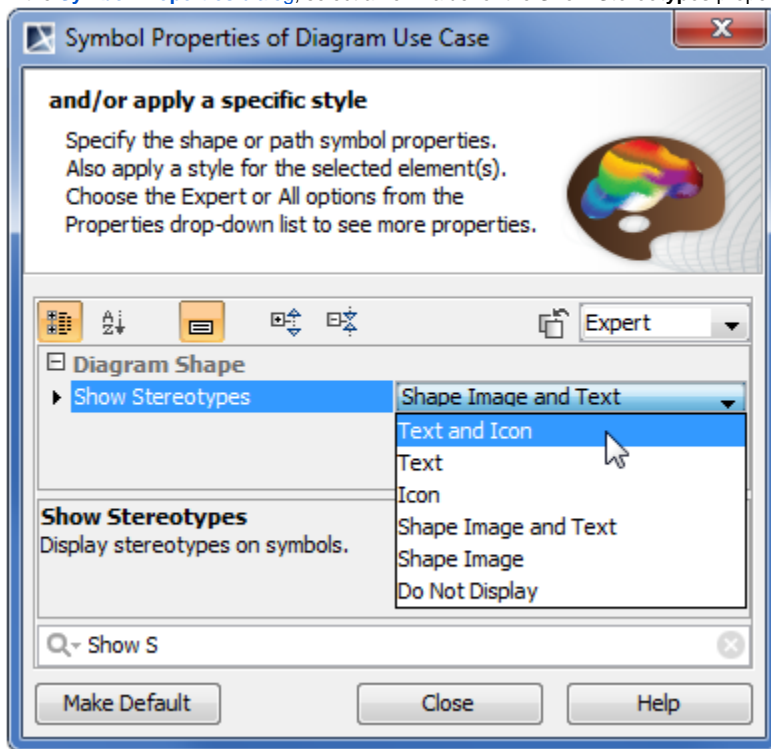 Symbol Properties of Diagram Use Case
and/or apply a specific style
Specify the shape or path symbol properties.
Also apply a style for the selected element(s).
Choose the Expert or All options from the
Properties drop-down list to see more properties.
Expert
Diagram Shape
Show Stereotypes
Shape Image and Text
Text and Icon
Text
Icon
Shape Image and Text
Shape Image
Do Not Display
Show Stereotypes
Display stereotypes on symbols.
Show S
Make Default
Close
Help